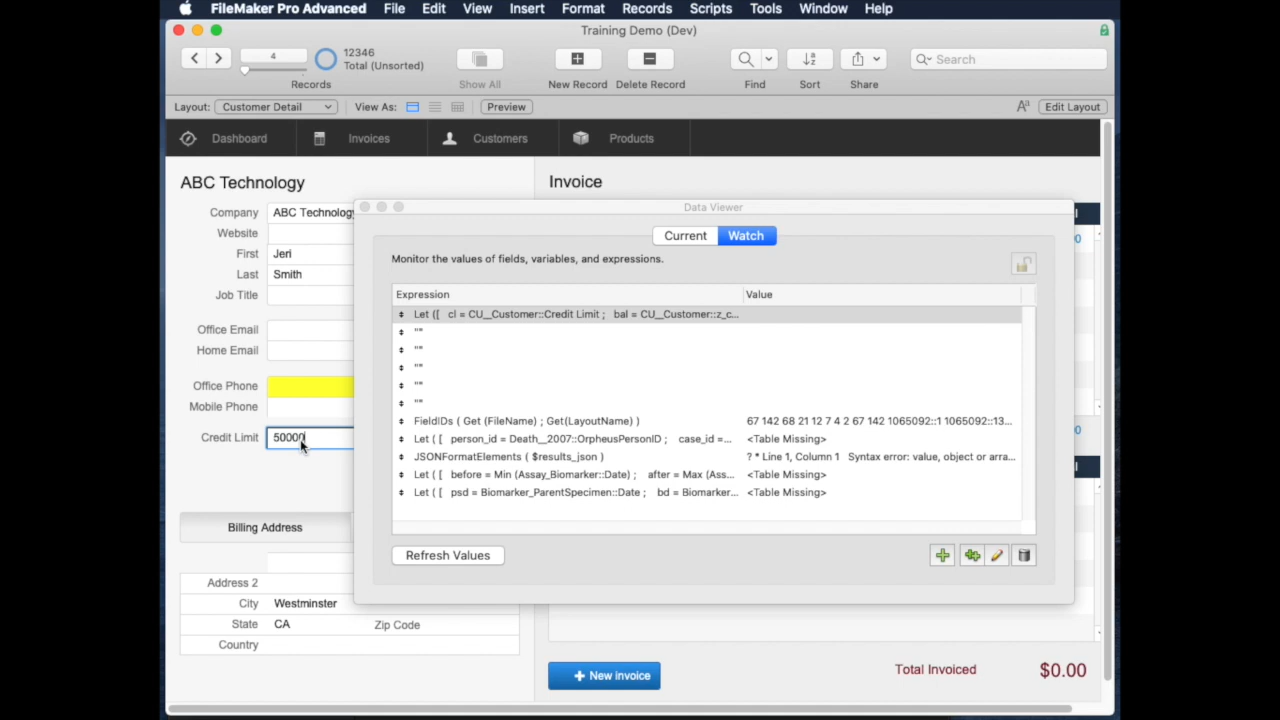 FileMaker Pro Advanced File Edit View Insert Format Records Scripts Tools Window Help
Training Demo (Dev)
4
12346
Total (Unsorted)
Search
Records Show All New Record Delete Record Find Sort Share
Layout: Customer Detail View As: Preview Aa Edit Layout
Dashboard Invoices Customers Products
ABC Technology
Invoice
Company ABC Technology
Website
First Jeri
Last Smith
Job Title
Office Email
Home Email
Office Phone
Mobile Phone
Credit Limit 50000
Billing Address
Address 2
City Westminster
State CA Zip Code
Country
Data Viewer
Current Watch
Monitor the values of fields, variables, and expressions.
Expression Value
Let ([ cl = CU__Customer::Credit Limit ; bal = CU__Customer::z_c...
""
""
""
""
""
FieldIDs ( Get (FileName) ; Get(LayoutName) ) 67 142 68 21 12 7 4 2 67 142 1065092::1 1065092::13...
Let ( [ person_id = Death__2007::OrpheusPersonID ; case_id =... <Table Missing>
JSONFormatElements ( $results_json ) ? * Line 1, Column 1 Syntax error: value, object or arra...
Let ( [ before = Min (Assay_Biomarker::Date) ; after = Max (Ass... <Table Missing>
Let ( [ psd = Biomarker_ParentSpecimen::Date ; bd = Biomarker... <Table Missing>
Refresh Values
+ New invoice
Total Invoiced $0.00